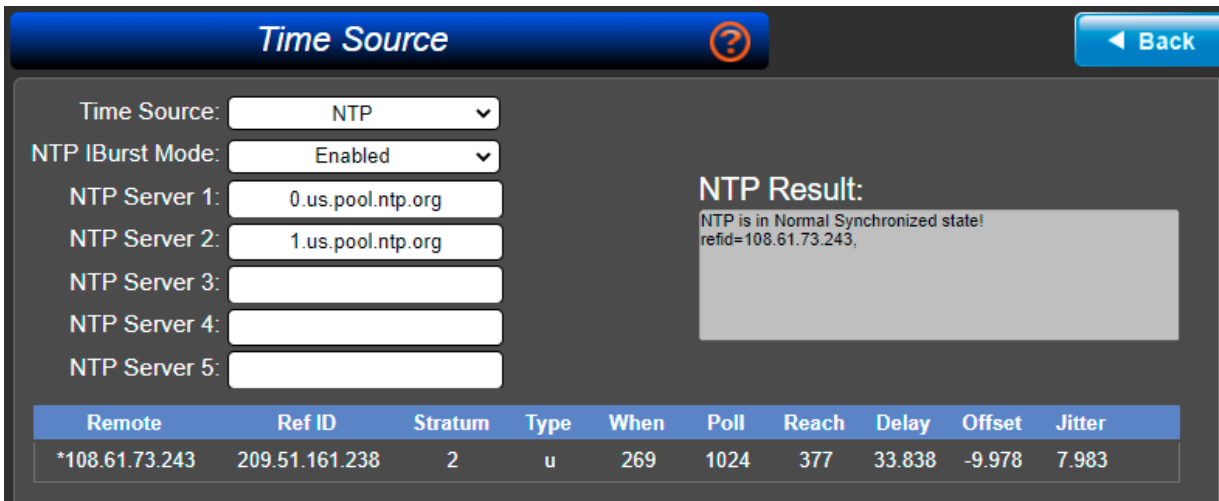 Time Source
?
Back
Time Source: NTP
NTP IBurst Mode: Enabled
NTP Server 1: 0.us.pool.ntp.org
NTP Server 2: 1.us.pool.ntp.org
NTP Server 3:
NTP Server 4:
NTP Server 5:
NTP Result:
NTP is in Normal Synchronized state!
refid=108.61.73.243,
Remote Ref ID Stratum Type When Poll Reach Delay Offset Jitter
*108.61.73.243 209.51.161.238 2 u 269 1024 377 33.838 -9.978 7.983